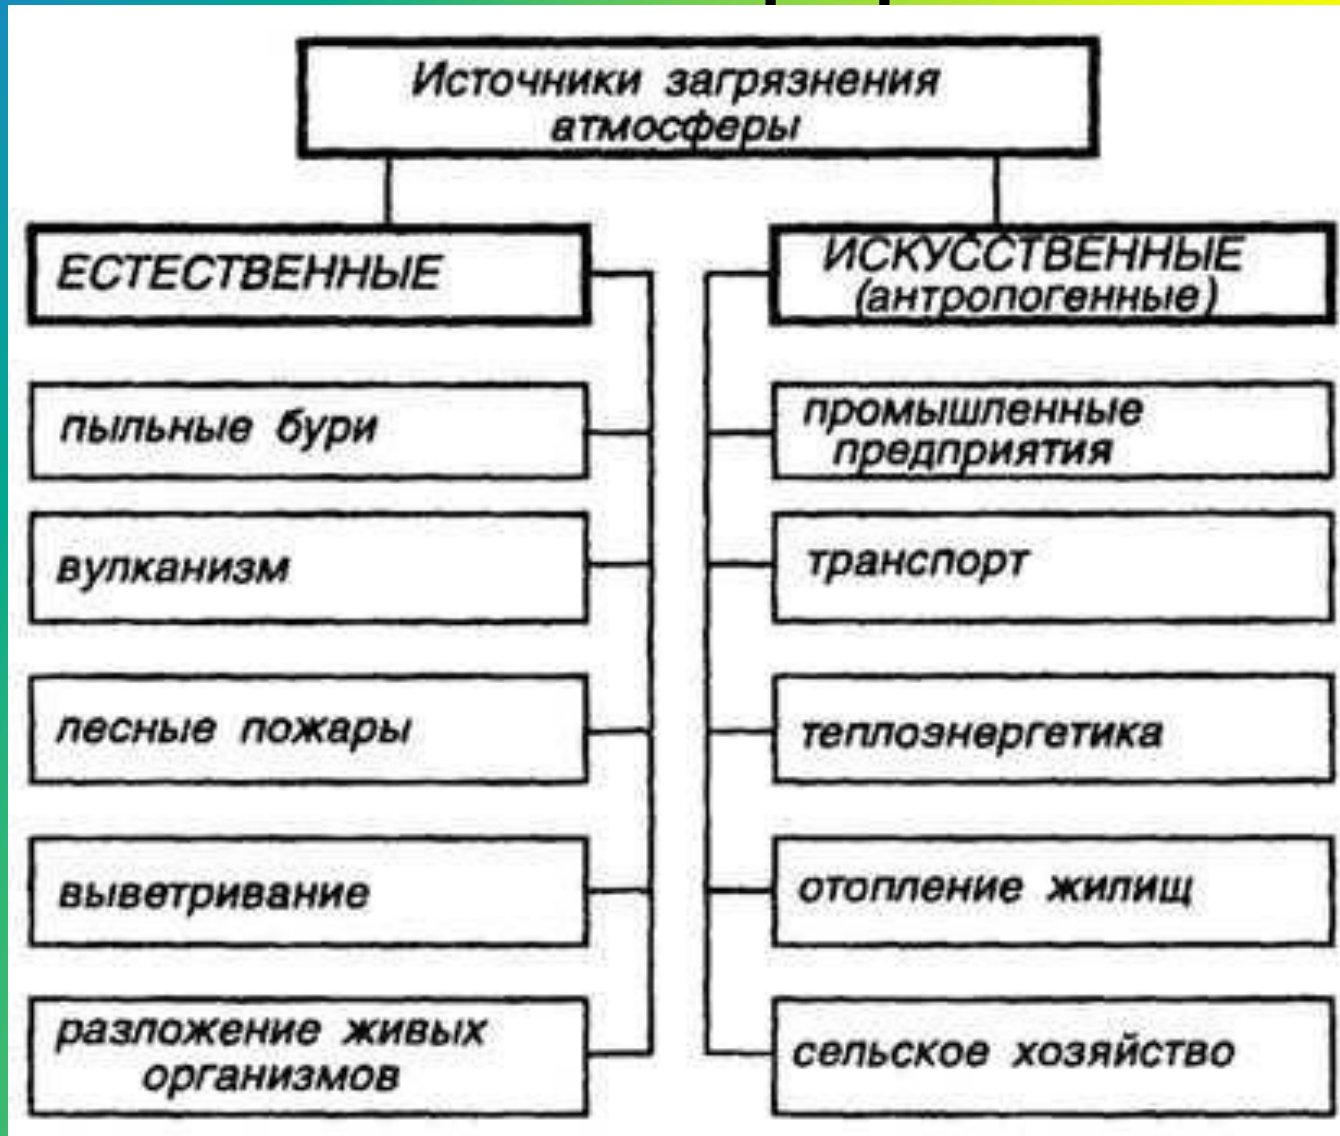 Источники загрязнения
атмосферы
ЕСТЕСТВЕННЫЕ
пыльные бури
вулканизм
лесные пожары
выветривание
разложение живых
организмов
ИСКУССТВЕННЫЕ
(антропогенные)
промышленные
предприятия
транспорт
теплоэнергетика
отопление жилищ
сельское хозяйство